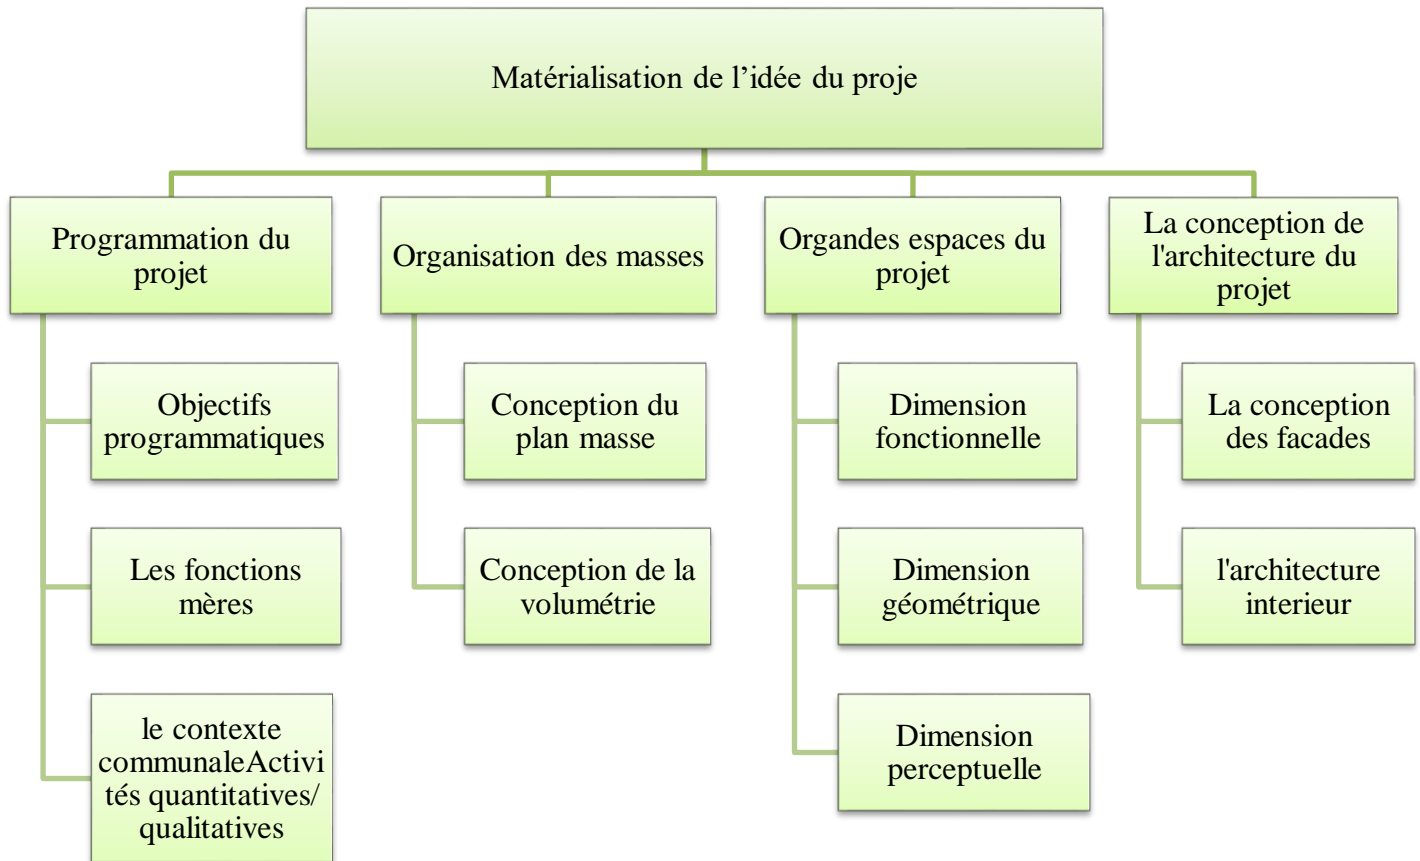 Matérialisation de l’idée du proje
Programmation du
projet
Objectifs
programmatiques
Les fonctions
mères
le contexte
communaleActivi
tés quantitatives/
qualitatives
Organisation des masses
Conception du
plan masse
Conception de la
volumétrie
Organdes espaces du
projet
Dimension
fonctionnelle
Dimension
géométrique
Dimension
perceptuelle
La conception de
l'architecture du
projet
La conception
des facades
l'architecture
interieur